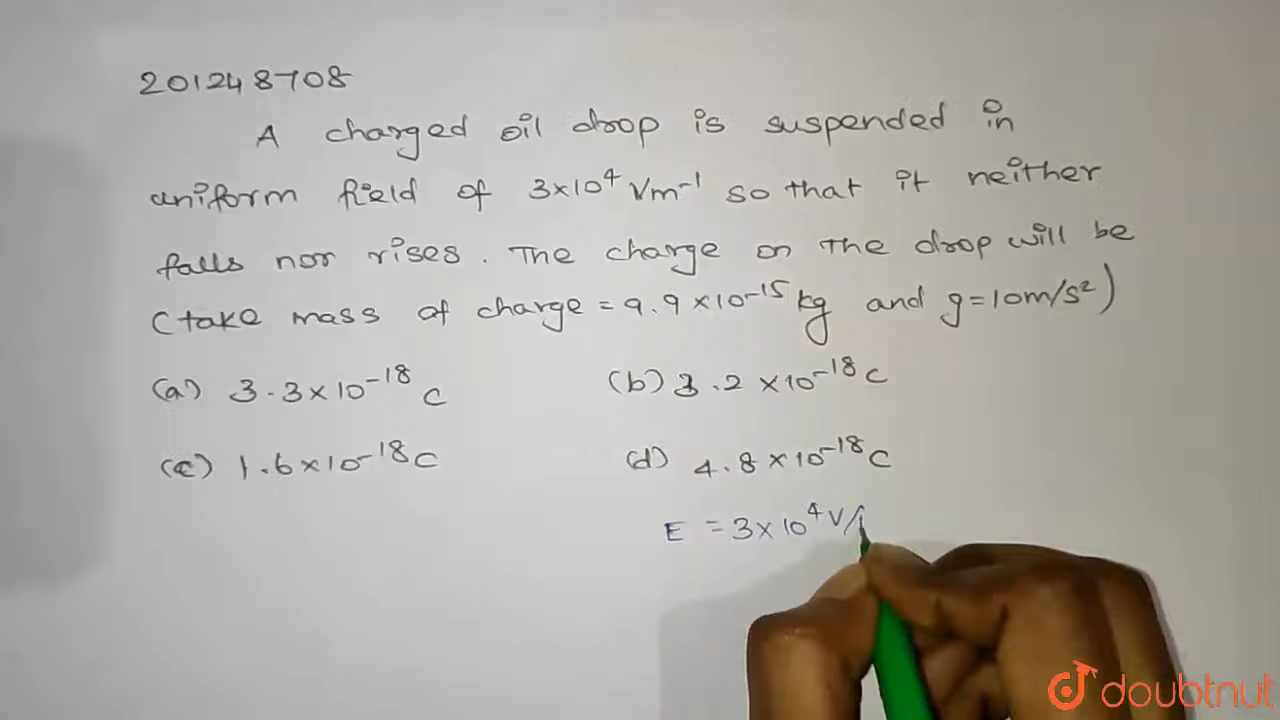 201248708
A charged oil drop is suspended in
uniform field of 3×10⁴ Vm⁻¹ so that it neither
falls nor rises. The charge on the drop will be
(take mass of charge = 9.9×10⁻¹⁵ kg and g=10m/s²)
(a) 3.3×10⁻¹⁸ C (b) 3.2×10⁻¹⁸ C
(c) 1.6×10⁻¹⁸ C (d) 4.8×10⁻¹⁸ C
E = 3×10⁴ V/
doubtnut